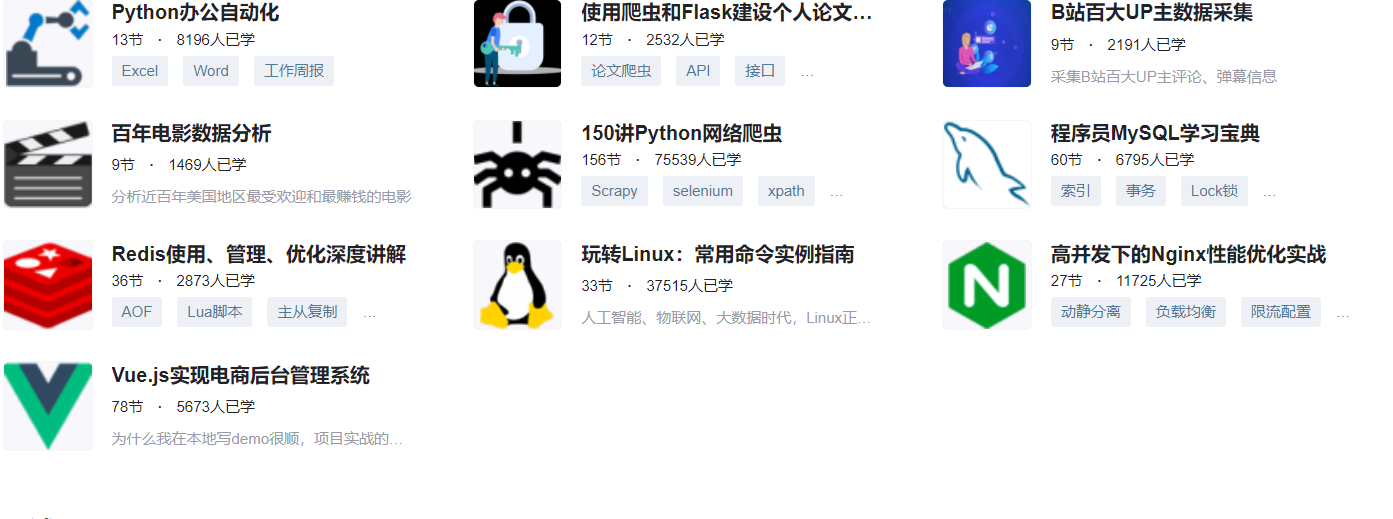 Python办公自动化
13节 · 8196人已学
Excel Word 工作周报
使用爬虫和Flask建设个人论文…
12节 · 2532人已学
论文爬虫 API 接口 …
B站百大UP主数据采集
9节 · 2191人已学
采集B站百大UP主评论、弹幕信息
百年电影数据分析
9节 · 1469人已学
分析近百年美国地区最受欢迎和最赚钱的电影
150讲Python网络爬虫
156节 · 75539人已学
Scrapy selenium xpath …
程序员MySQL学习宝典
60节 · 6795人已学
索引 事务 Lock锁 …
Redis使用、管理、优化深度讲解
36节 · 2873人已学
AOF Lua脚本 主从复制 …
玩转Linux：常用命令实例指南
33节 · 37515人已学
人工智能、物联网、大数据时代，Linux正…
高并发下的Nginx性能优化实战
27节 · 11725人已学
动静分离 负载均衡 限流配置 …
Vue.js实现电商后台管理系统
78节 · 5673人已学
为什么我在本地写demo很顺，项目实战的…